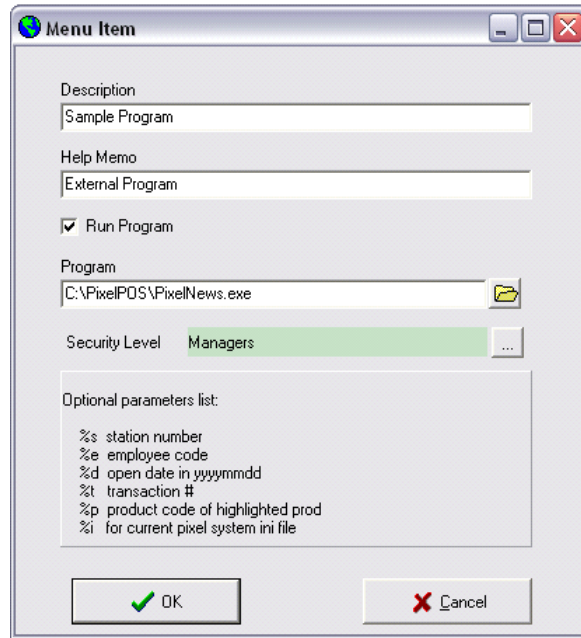 Menu Item
Description
Sample Program
Help Memo
External Program
Run Program
Program
C:\PixelPOS\PixelNews.exe
Security Level Managers ...
Optional parameters list:
%s station number
%e employee code
%d open date in yyyymmdd
%t transaction #
%p product code of highlighted prod
%i for current pixel system ini file
OK Cancel